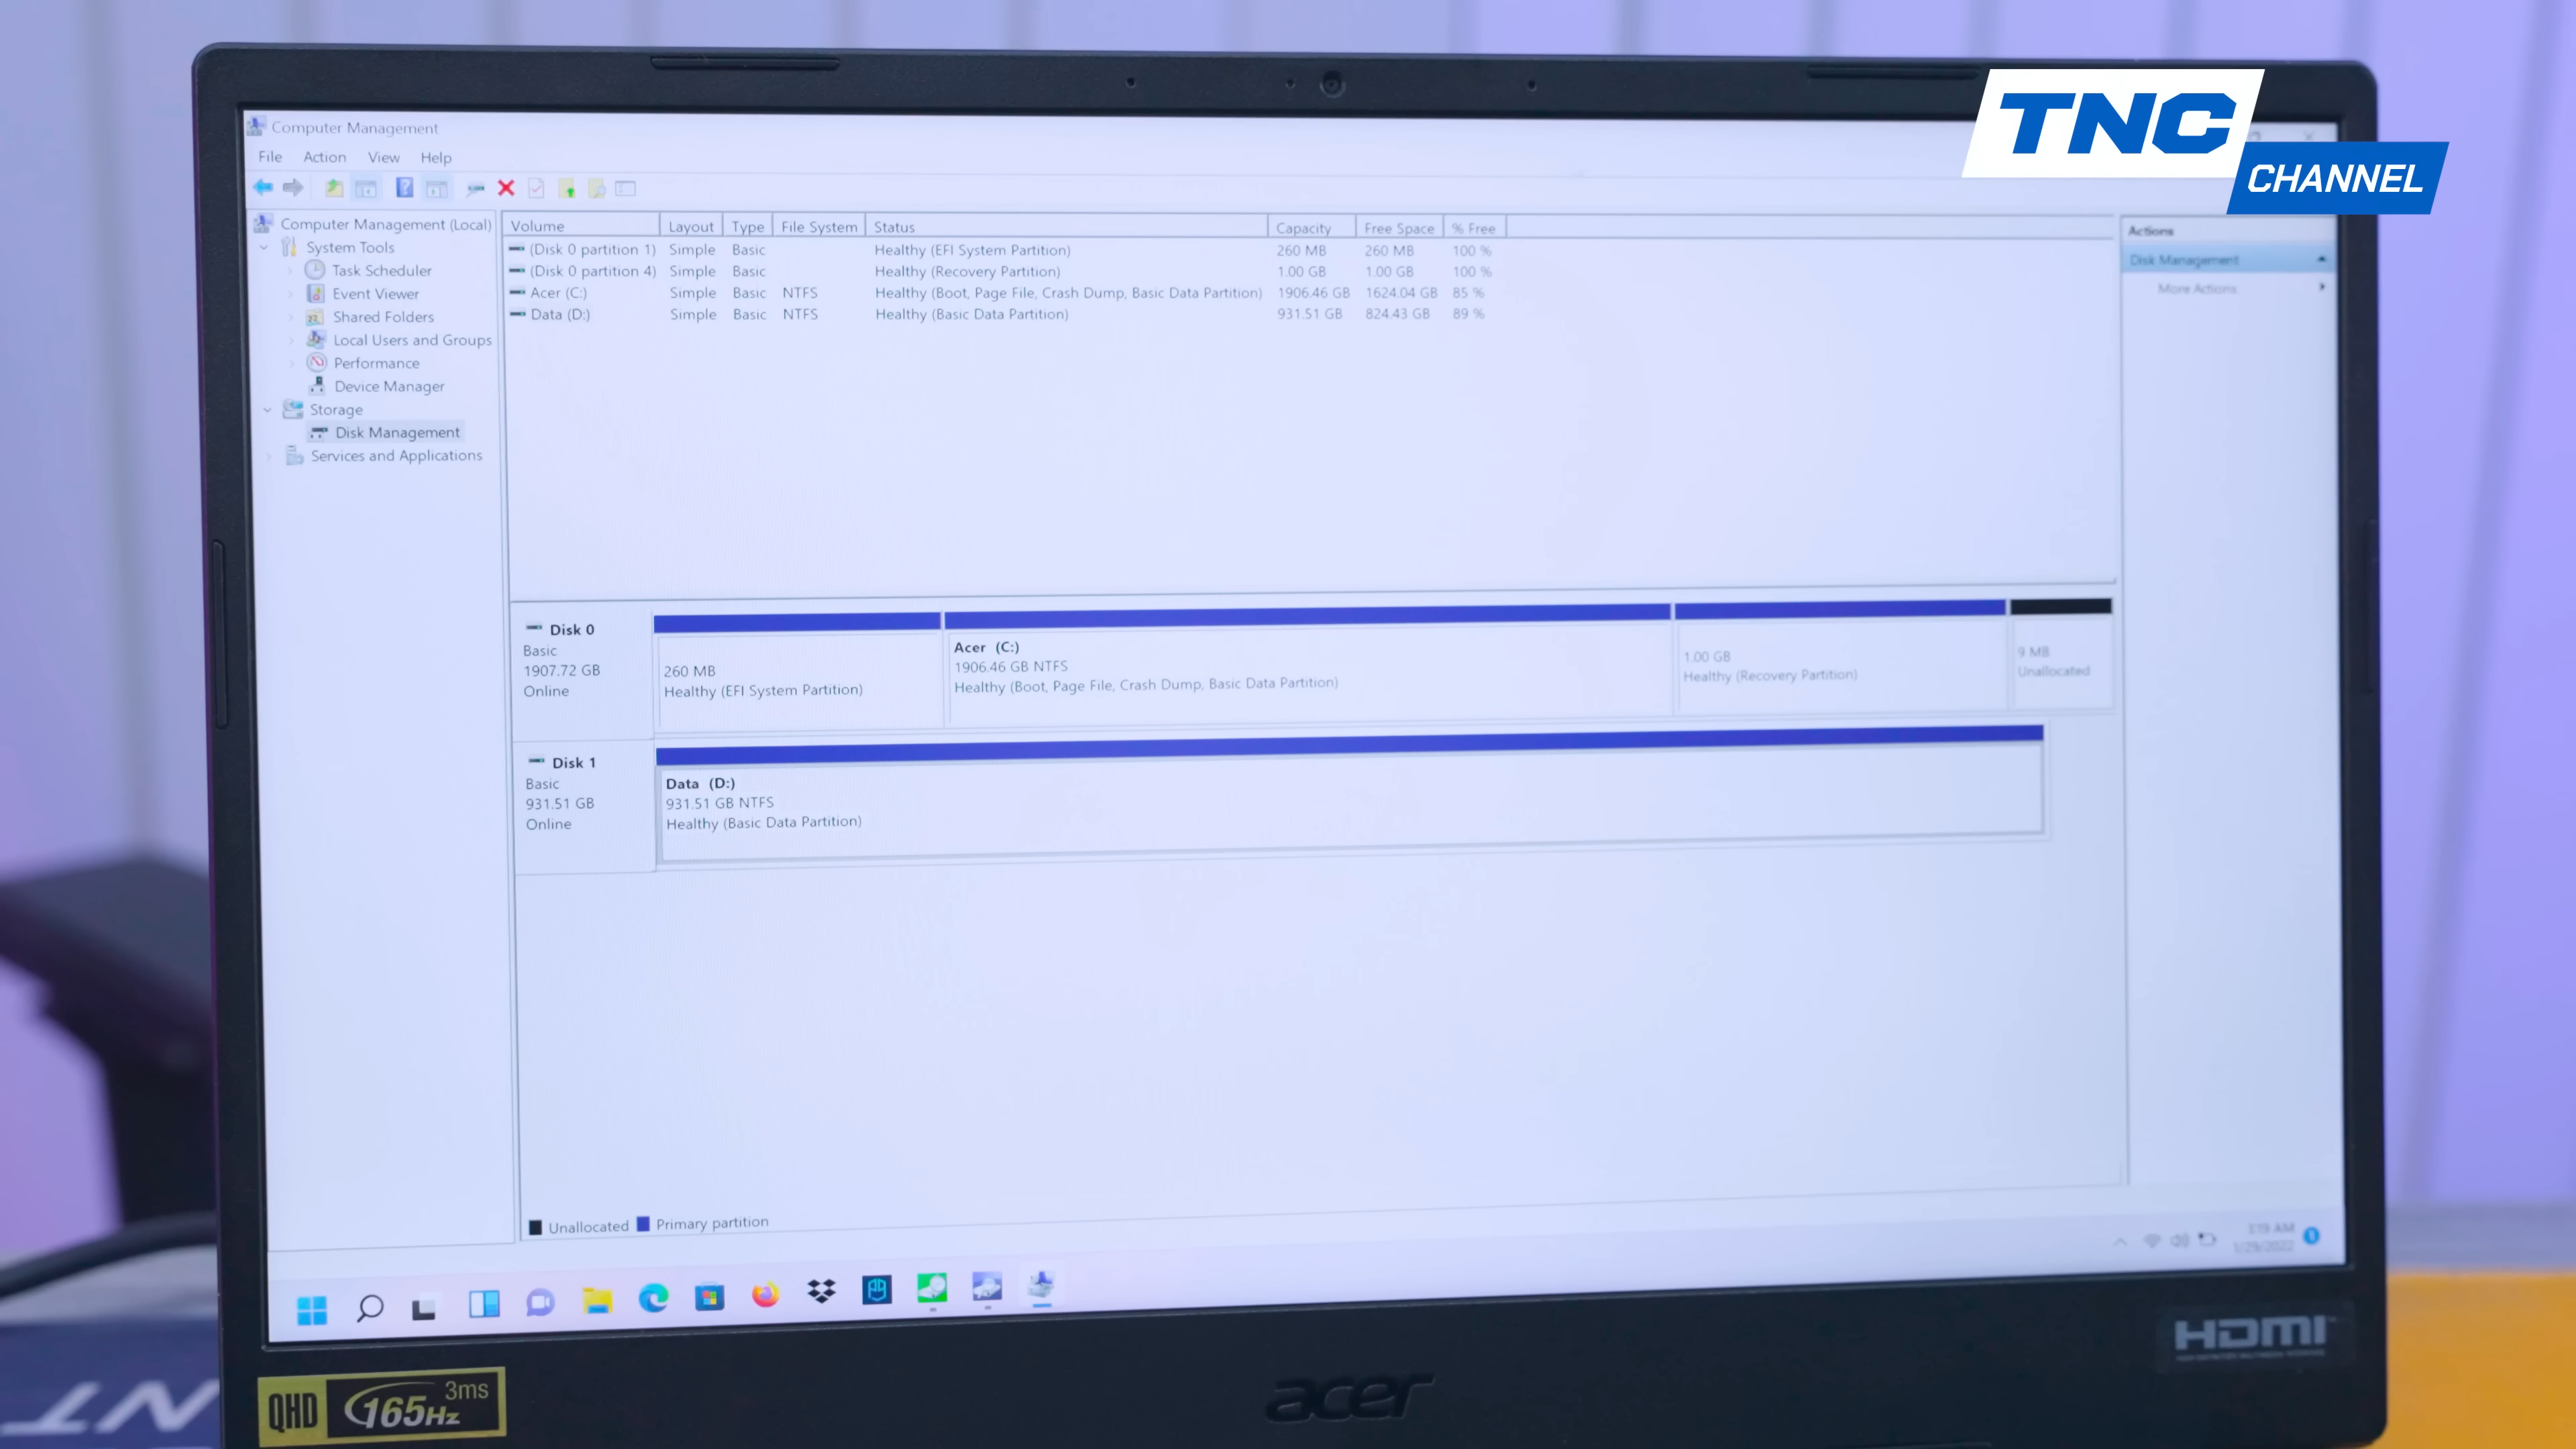 TNC
CHANNEL
Computer Management
File Action View Help
Computer Management (Local)
System Tools
Task Scheduler
Event Viewer
Shared Folders
Local Users and Groups
Performance
Device Manager
Storage
Disk Management
Services and Applications
Volume Layout Type File System Status Capacity Free Space % Free
(Disk 0 partition 1) Simple Basic Healthy (EFI System Partition) 260 MB 260 MB 100 %
(Disk 0 partition 4) Simple Basic Healthy (Recovery Partition) 1.00 GB 1.00 GB 100 %
Acer (C:) Simple Basic NTFS Healthy (Boot, Page File, Crash Dump, Basic Data Partition) 1906.46 GB 1624.04 GB 85 %
Data (D:) Simple Basic NTFS Healthy (Basic Data Partition) 931.51 GB 824.43 GB 89 %
Actions
Disk Management
More Actions
Disk 0
Basic
1907.72 GB
Online
260 MB
Healthy (EFI System Partition)
Acer (C:)
1906.46 GB NTFS
Healthy (Boot, Page File, Crash Dump, Basic Data Partition)
1.00 GB
Healthy (Recovery Partition)
9 MB
Unallocated
Disk 1
Basic
931.51 GB
Online
Data (D:)
931.51 GB NTFS
Healthy (Basic Data Partition)
Unallocated Primary partition
3:19 AM
1/29/2022
QHD 165Hz 3ms
acer
HDMI